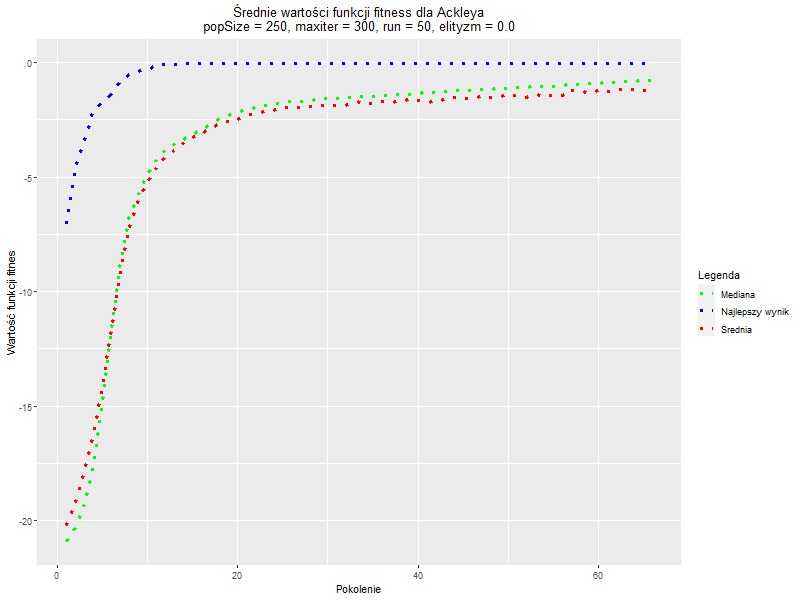 Średnie wartości funkcji fitness dla Ackleya
popSize = 250, maxiter = 300, run = 50, elityzm = 0.0
Wartość funkcji fitnes
0
-5
-10
-15
-20
0
20
40
60
Pokolenie
Legenda
Mediana
Najlepszy wynik
Średnia